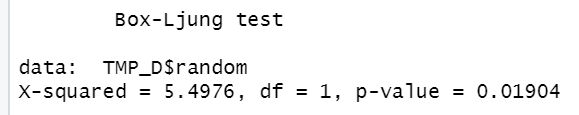 Box-Ljung test
data:  TMP_D$random
X-squared = 5.4976, df = 1, p-value = 0.01904